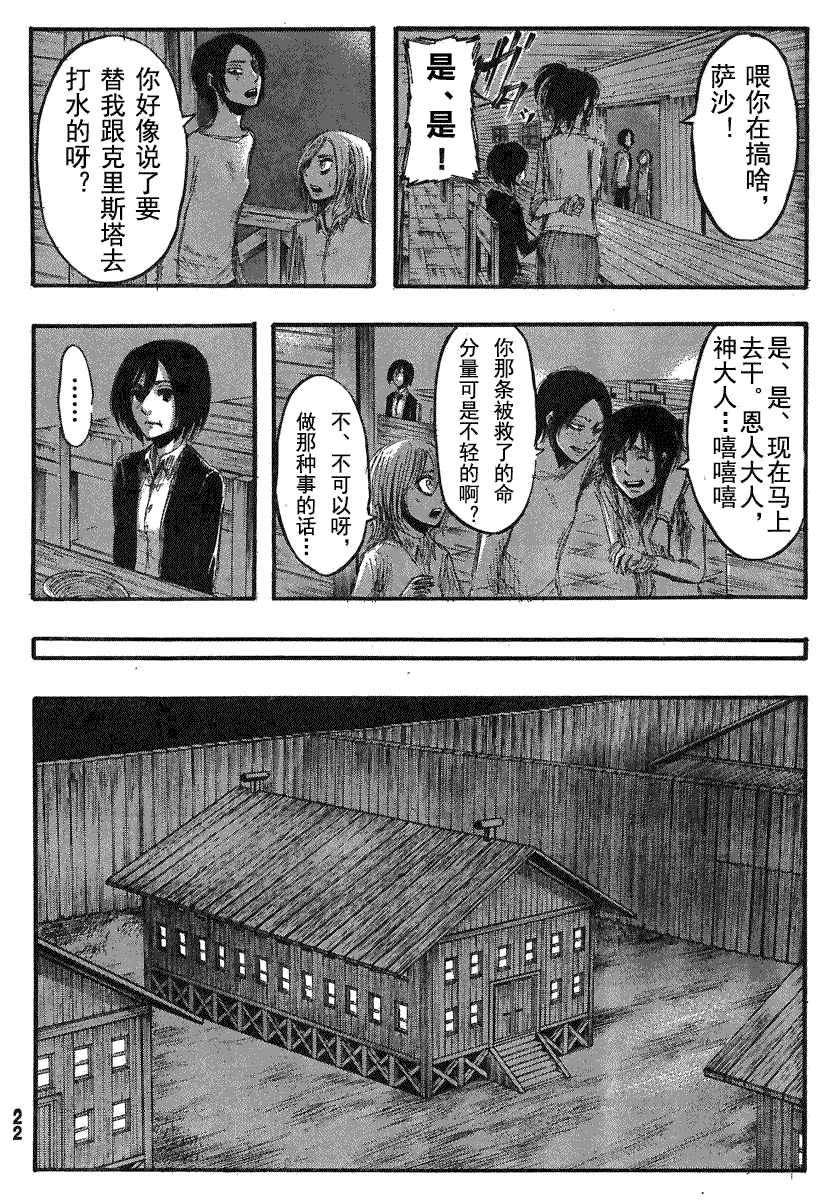 喂你在搞啥，
萨沙！
是、是！
你好像说了要
替我跟克里斯塔去
打水的呀？
是、是、现在马上
去干。恩人大人，
神大人…嘻嘻嘻
你那条被救了的命
分量可是不轻的啊？
不、不可以呀，
做那种事的话…
……
22